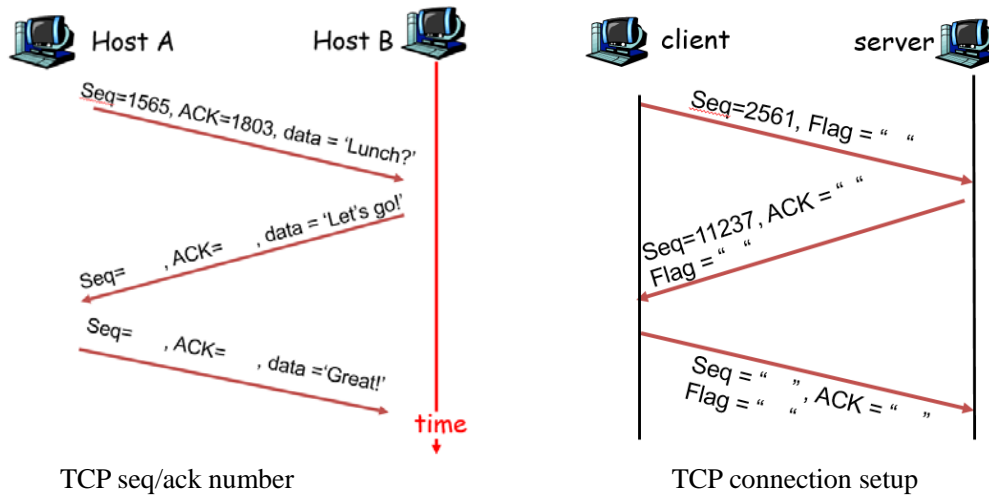 Host A
Host B
Seq=1565, ACK=1803, data = 'Lunch?'
Seq= , ACK= , data = 'Let's go!'
Seq= , ACK= , data ='Great!'
time
TCP seq/ack number
client
server
Seq=2561, Flag = “ “
Seq=11237, ACK = “ “
Flag = “ “
Seq = “ ” , ACK = “ ”
Flag = “ “
TCP connection setup